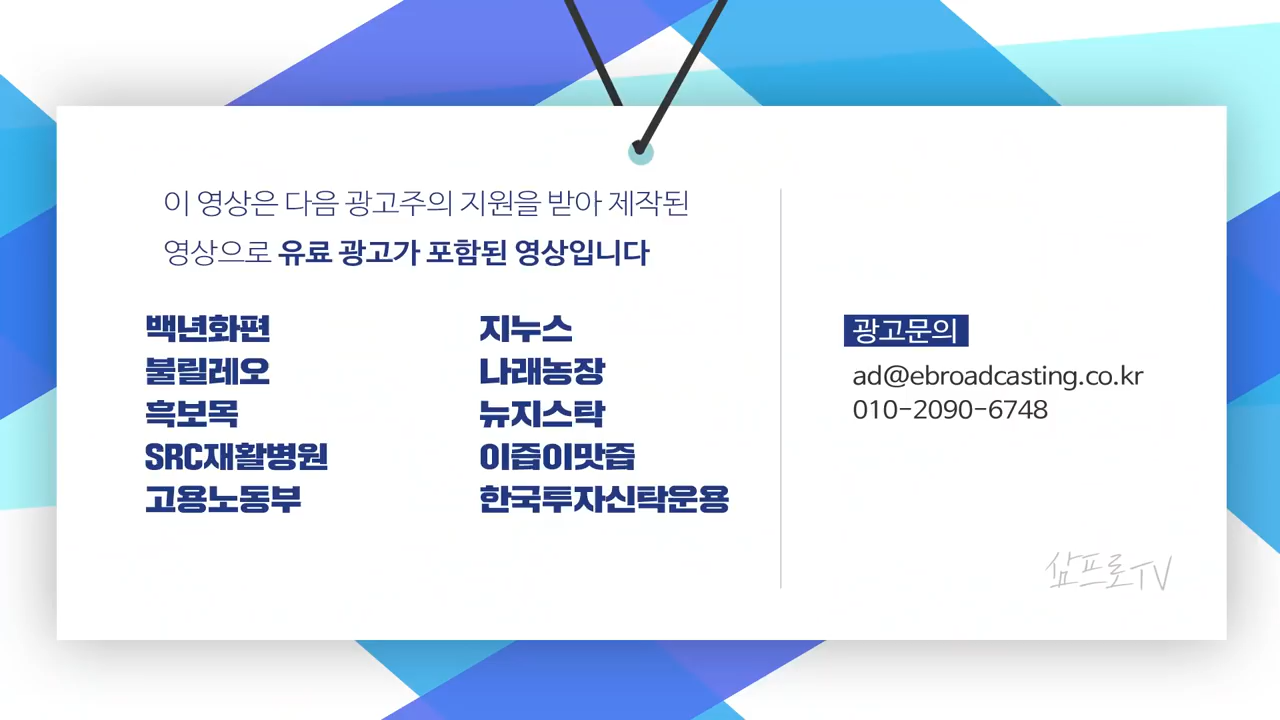 이 영상은 다음 광고주의 지원을 받아 제작된
영상으로 유료 광고가 포함된 영상입니다
백년화편
불릴레오
흑보목
SRC재활병원
고용노동부
지누스
나래농장
뉴지스탁
이즙이맛즙
한국투자신탁운용
광고문의
ad@ebroadcasting.co.kr
010-2090-6748
삼프로TV